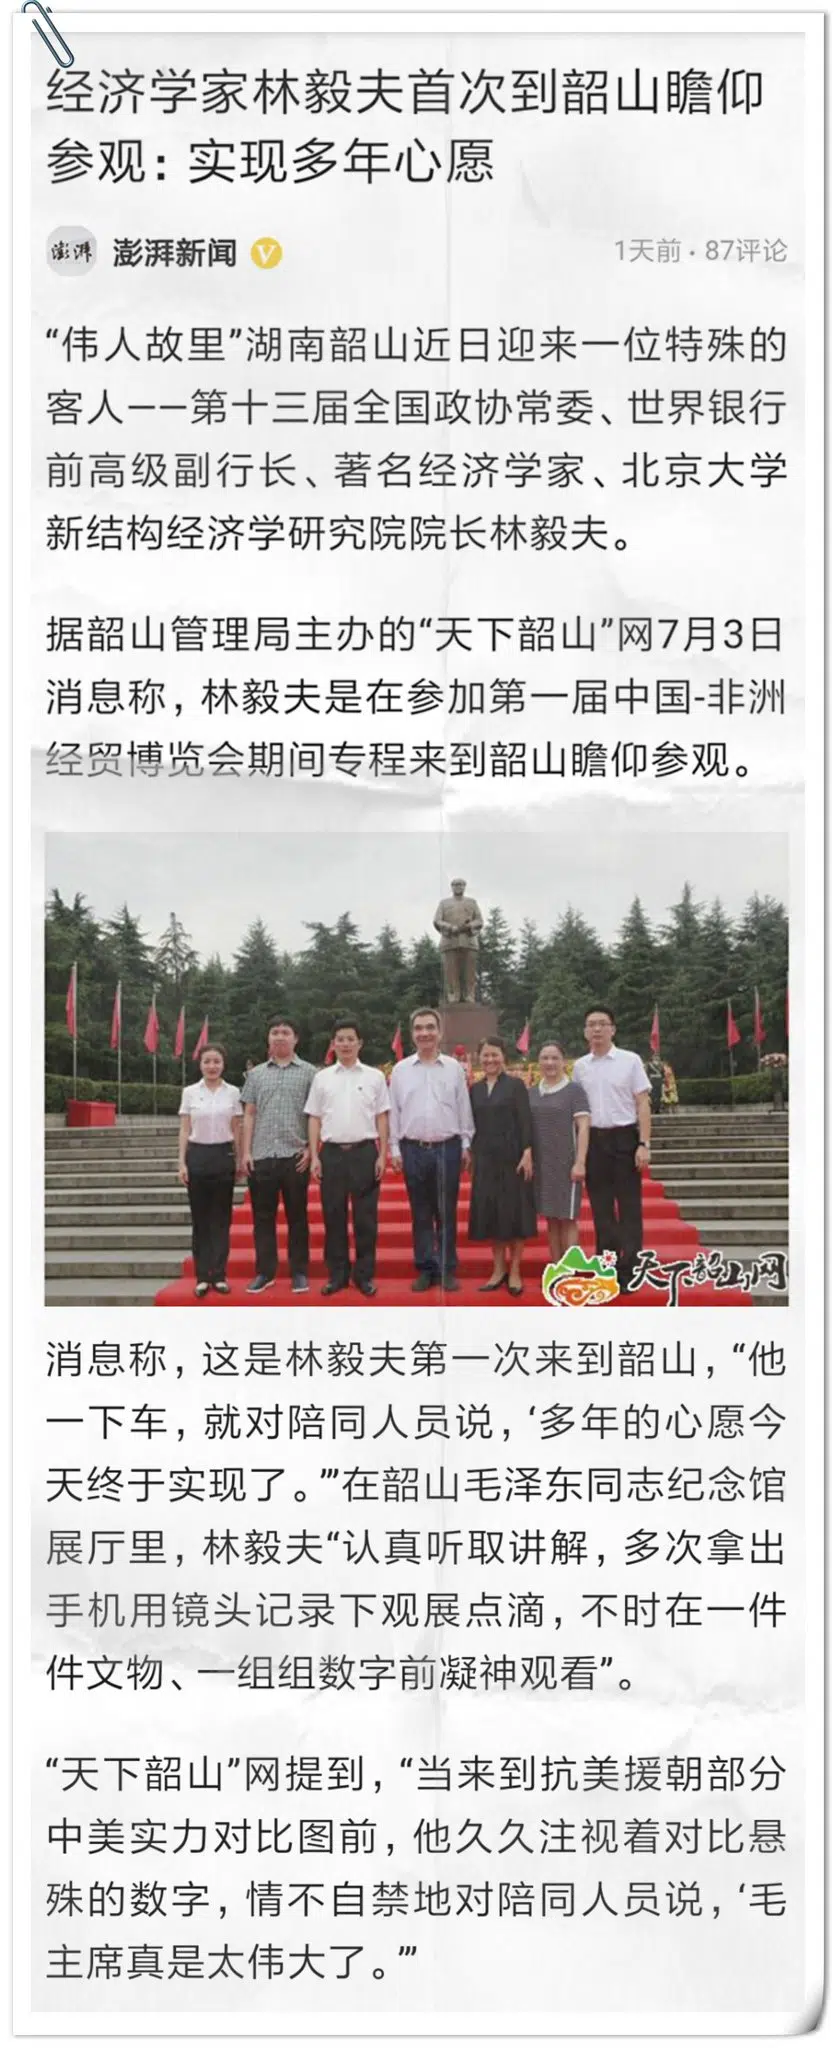 经济学家林毅夫首次到韶山瞻仰
参观：实现多年心愿
澎湃
澎湃新闻
V
1天前·87评论
“伟人故里”湖南韶山近日迎来一位特殊的
客人——第十三届全国政协常委、世界银行
前高级副行长、著名经济学家、北京大学
新结构经济学研究院院长林毅夫。
据韶山管理局主办的“天下韶山”网7月3日
消息称，林毅夫是在参加第一届中国-非洲
经贸博览会期间专程来到韶山瞻仰参观。
天下韶山网
消息称，这是林毅夫第一次来到韶山，“他
一下车，就对陪同人员说，‘多年的心愿今
天终于实现了。’”在韶山毛泽东同志纪念馆
展厅里，林毅夫“认真听取讲解，多次拿出
手机用镜头记录下观展点滴，不时在一件
件文物、一组组数字前凝神观看”。
“天下韶山”网提到，“当来到抗美援朝部分
中美实力对比图前，他久久注视着对比悬
殊的数字，情不自禁地对陪同人员说，‘毛
主席真是太伟大了。’”